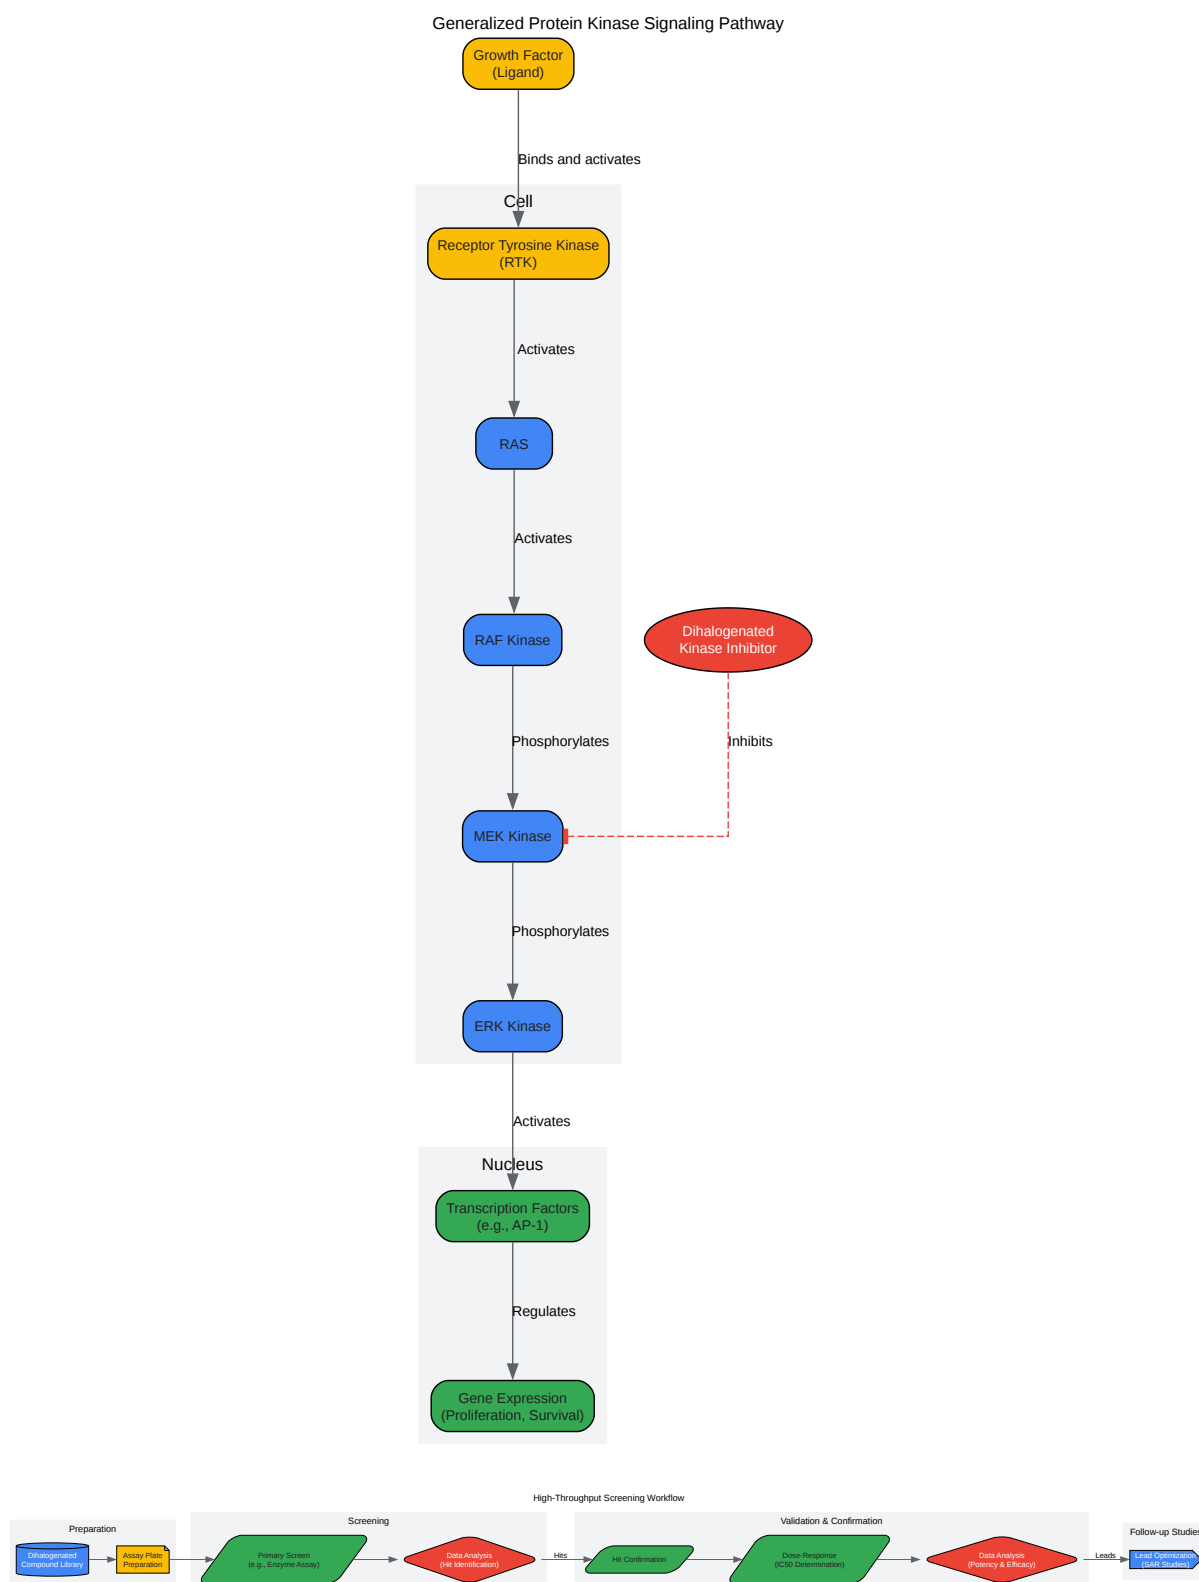 Generalized Protein Kinase Signaling Pathway
Growth Factor
(Ligand)
Binds and activates
Cell
Receptor Tyrosine Kinase
(RTK)
Activates
RAS
Activates
RAF Kinase
Dihalogenated
Kinase Inhibitor
Phosphorylates
Inhibits
MEK Kinase
Phosphorylates
ERK Kinase
Activates
Nucleus
Transcription Factors
(e.g., AP-1)
Regulates
Gene Expression
(Proliferation, Survival)
High-Throughput Screening Workflow
Preparation
Dihalogenated
Compound Library
Assay Plate
Preparation
Screening
Primary Screen
(e.g., Enzyme Assay)
Data Analysis
(Hit Identification)
Hits
Validation & Confirmation
Hit Confirmation
Dose-Response
(IC50 Determination)
Data Analysis
(Potency & Efficacy)
Leads
Follow-up Studies
Lead Optimization
(SAR Studies)